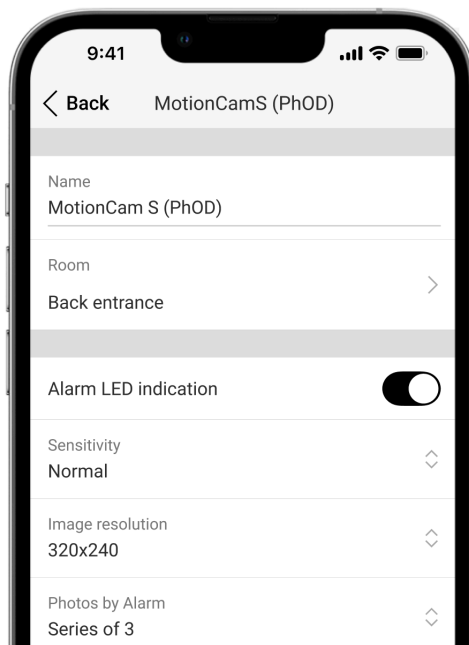 9:41
Back
MotionCamS (PhOD)
Name
MotionCam S (PhOD)
Room
Back entrance
Alarm LED indication
Sensitivity
Normal
Image resolution
320x240
Photos by Alarm
Series of 3